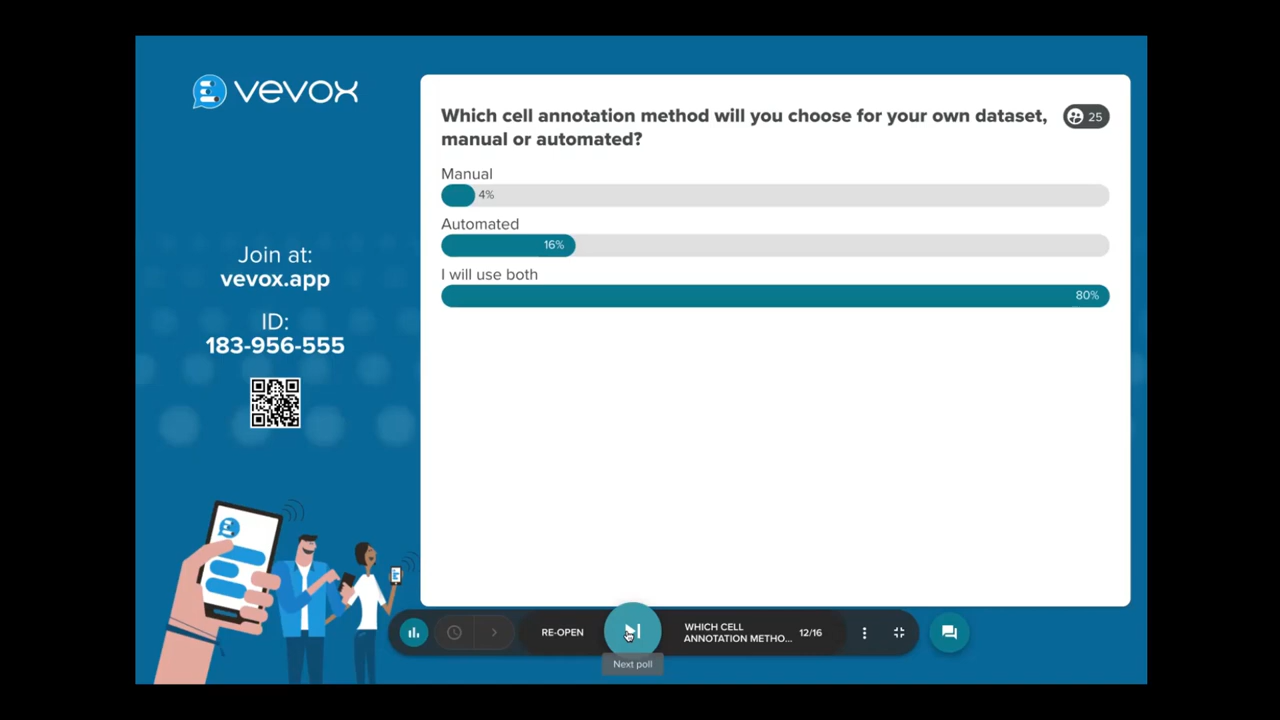 vevox
Join at:
vevox.app
ID:
183-956-555
Which cell annotation method will you choose for your own dataset,
manual or automated?
25
Manual
4%
Automated
16%
I will use both
80%
RE-OPEN
WHICH CELL
ANNOTATION METHO...
12/16
Next poll